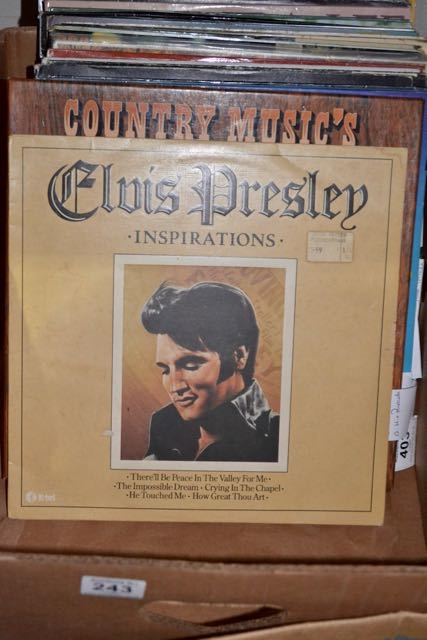 COUNTRY MUSIC'S
Elvis Presley
·INSPIRATIONS·
·There'll Be Peace In The Valley For Me·
·The Impossible Dream·Crying In The Chapel·
·He Touched Me·How Great Thou Art·
K-tel
403
243